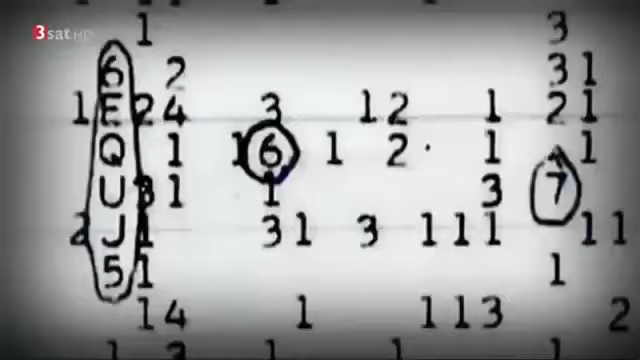 3sat HD
1 3
6 2 31
1E24 3 12 1 21
Q 1 16 1 2 1 4 1
U31 1 3 7
2J1 31 3 111 11
51 1
14 1 113 2